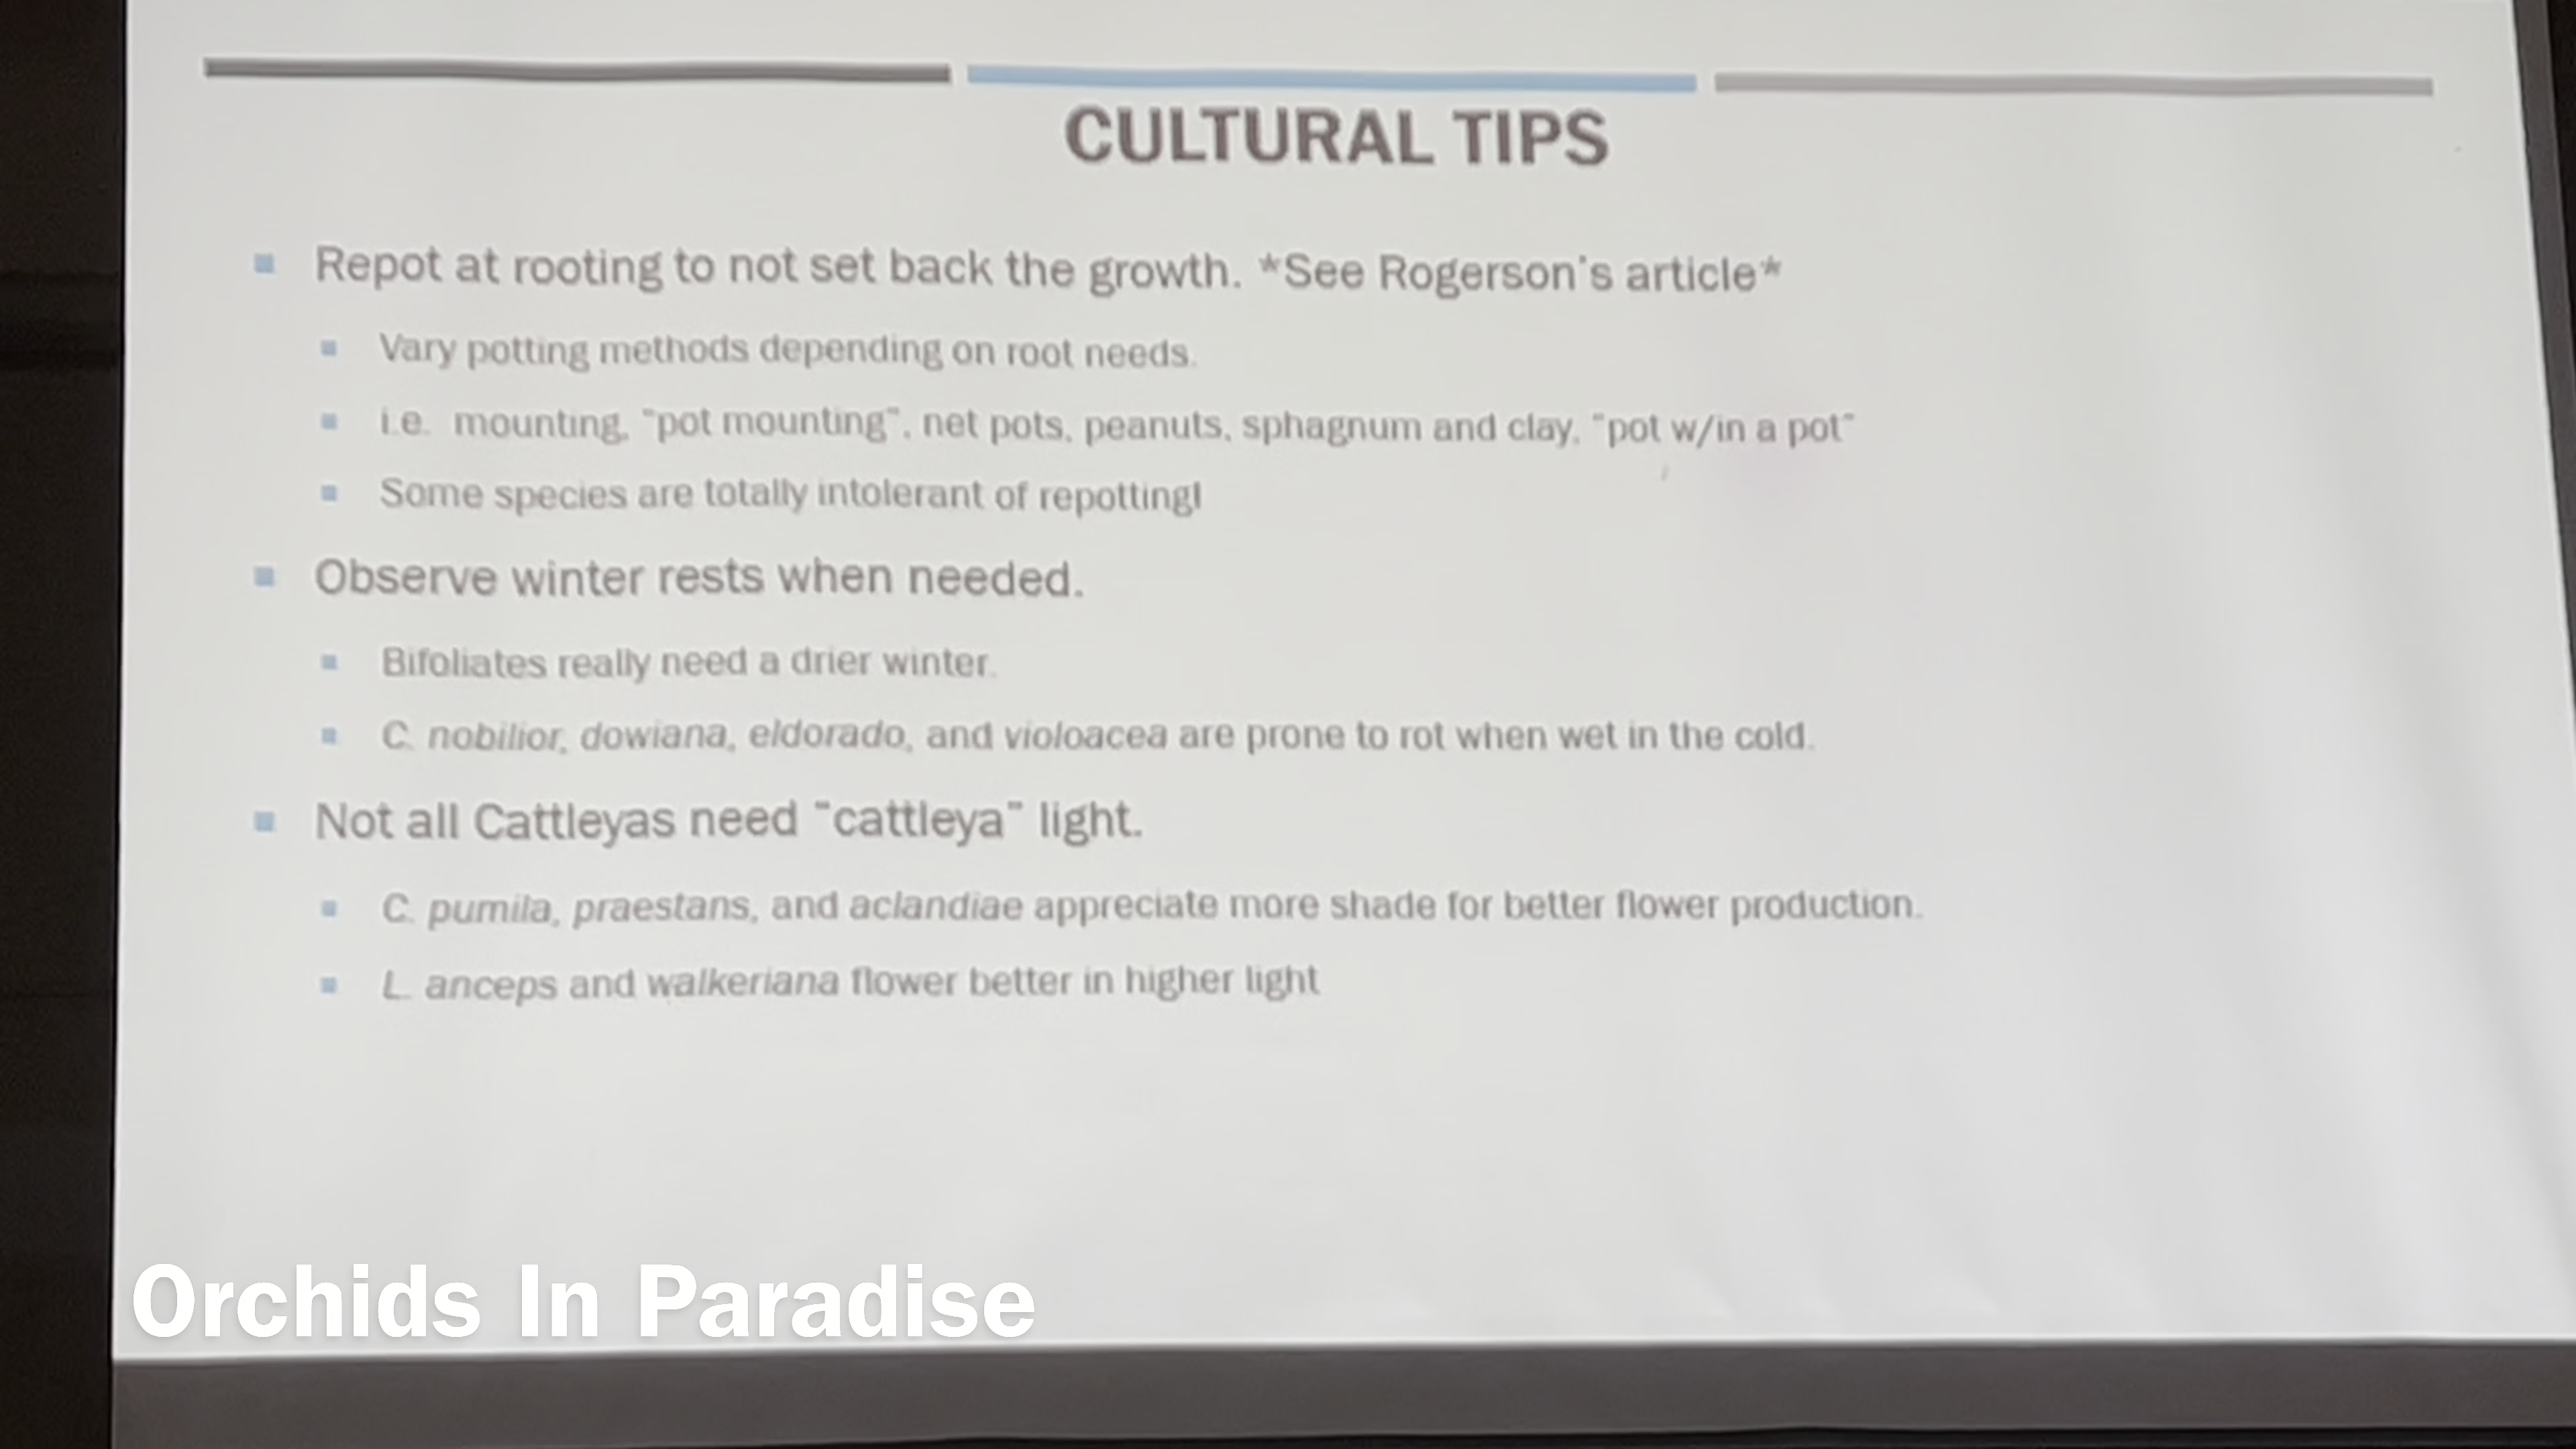 CULTURAL TIPS
Repot at rooting to not set back the growth. *See Rogerson's article*
Vary potting methods depending on root needs.
i.e. mounting, "pot mounting", net pots, peanuts, sphagnum and clay, "pot w/in a pot"
Some species are totally intolerant of repotting!
Observe winter rests when needed.
Bifoliates really need a drier winter.
C. nobilior, dowiana, eldorado, and violoacea are prone to rot when wet in the cold.
Not all Cattleyas need "cattleya" light.
C. pumila, praestans, and aclandiae appreciate more shade for better flower production.
L. anceps and walkeriana flower better in higher light
Orchids In Paradise